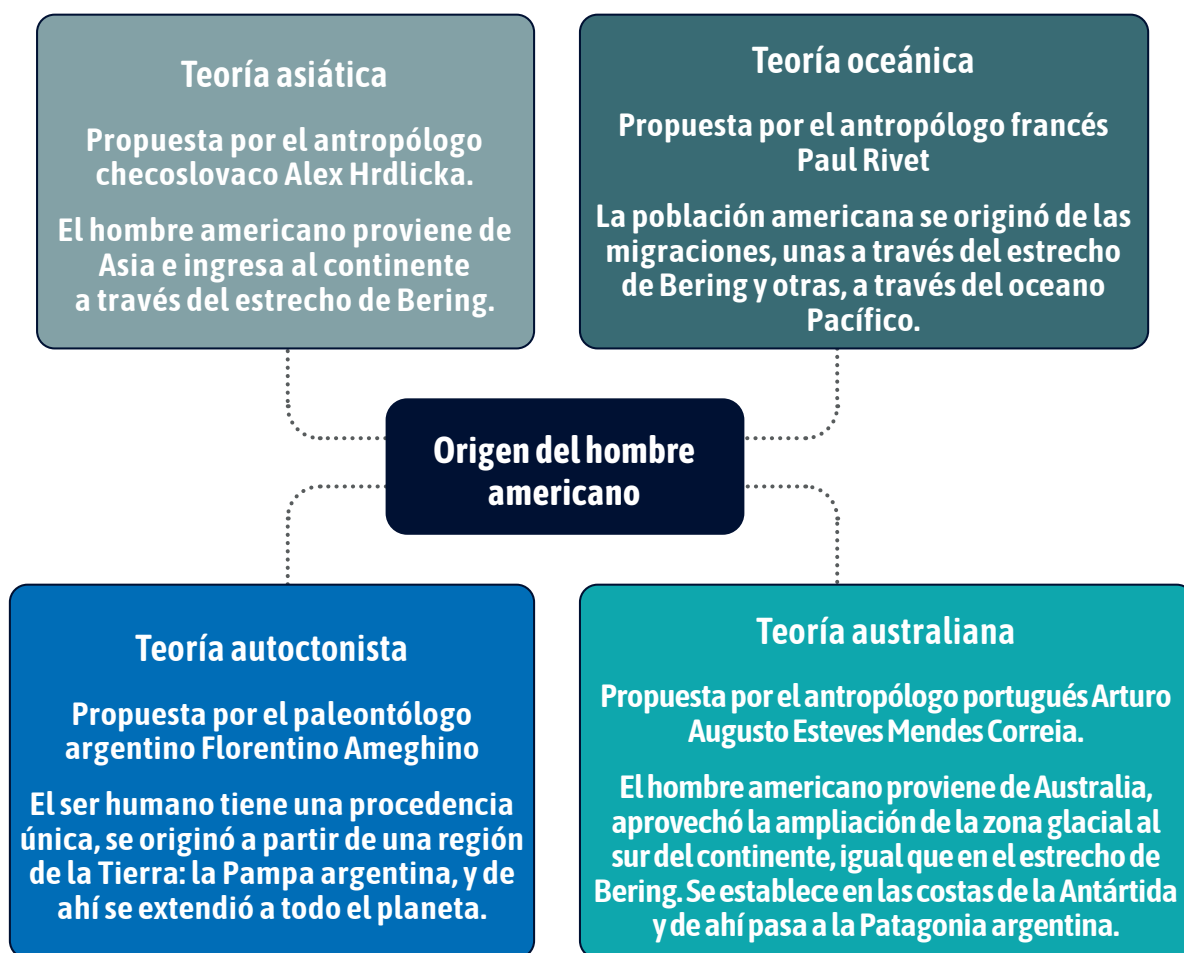 Teoría asiática
Propuesta por el antropólogo
checoslovaco Alex Hrdlicka.
El hombre americano proviene de
Asia e ingresa al continente
a través del estrecho de Bering.
Teoría oceánica
Propuesta por el antropólogo francés
Paul Rivet
La población americana se originó de las
migraciones, unas a través del estrecho
de Bering y otras, a través del oceano
Pacífico.
Origen del hombre
americano
Teoría autoctonista
Propuesta por el paleontólogo
argentino Florentino Ameghino
El ser humano tiene una procedencia
única, se originó a partir de una región
de la Tierra: la Pampa argentina, y de
ahí se extendió a todo el planeta.
Teoría australiana
Propuesta por el antropólogo portugués Arturo
Augusto Esteves Mendes Correia.
El hombre americano proviene de Australia,
aprovechó la ampliación de la zona glacial al
sur del continente, igual que en el estrecho de
Bering. Se establece en las costas de la Antártida
y de ahí pasa a la Patagonia argentina.